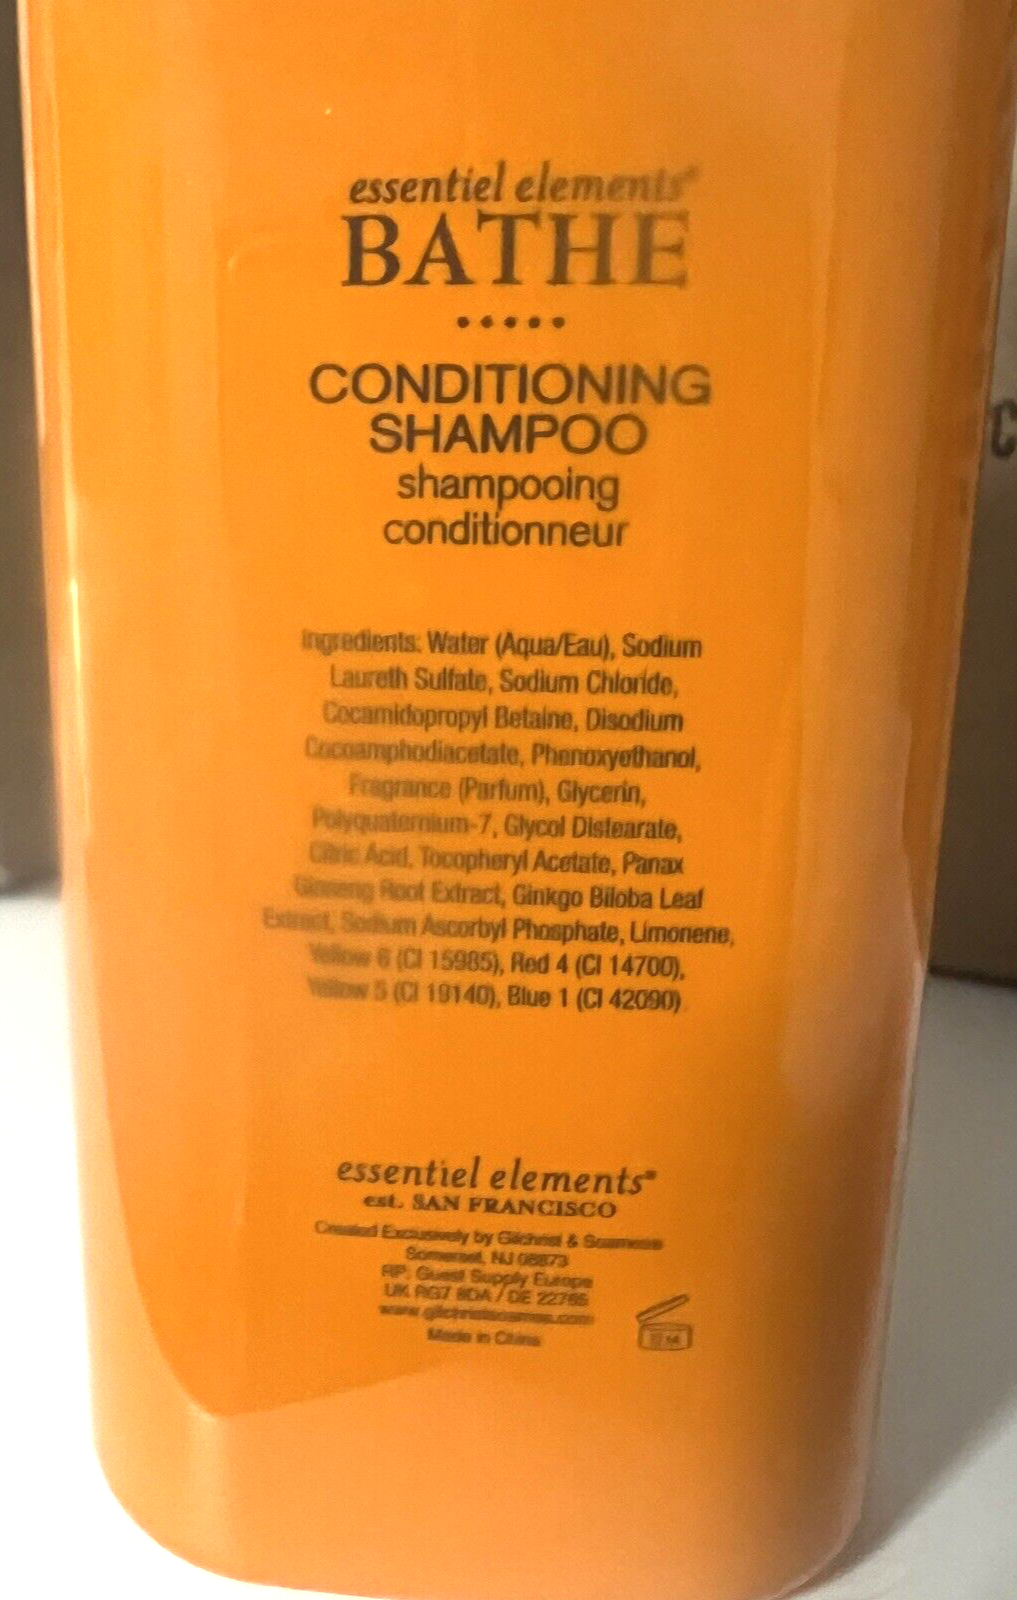 essentiel elements®
BATHE
•••••
CONDITIONING
SHAMPOO
shampooing
conditionneur
Ingredients: Water (Aqua/Eau), Sodium
Laureth Sulfate, Sodium Chloride,
Cocamidopropyl Betaine, Disodium
Cocoamphodiacetate, Phenoxyethanol,
Fragrance (Parfum), Glycerin,
Polyquaternium-7, Glycol Distearate,
Citric Acid, Tocopheryl Acetate, Panax
Ginseng Root Extract, Ginkgo Biloba Leaf
Extract, Sodium Ascorbyl Phosphate, Limonene,
Yellow 6 (CI 15985), Red 4 (CI 14700),
Yellow 5 (CI 19140), Blue 1 (CI 42090)
essentiel elements®
est. SAN FRANCISCO
Created Exclusively by Gilchrist & Soames®
Somerset, NJ 08873
RP: Guest Supply Europe
UK RG7 8DA / DE 22765
www.gilchristsoames.com
Made in China
C